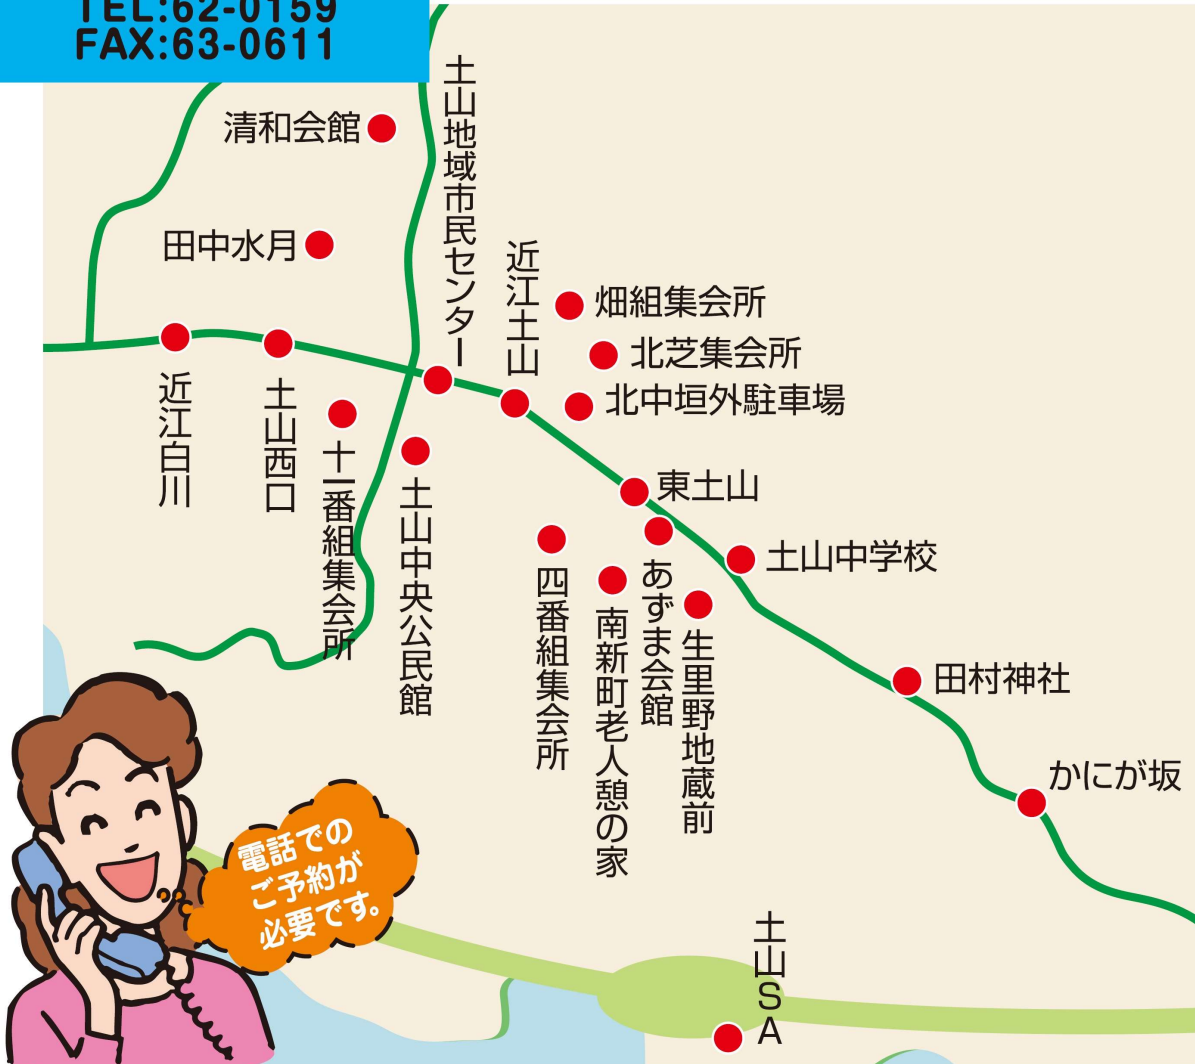 TEL:62-0159
FAX:63-0611
土山地域市民センター
清和会館
田中水月
近江土山
畑組集会所
北芝集会所
北中垣外駐車場
近江白川
土山西口
十一番組集会所
土山中央公民館
東土山
四番組集会所
南新町老人憩の家
あずま会館
生里野地蔵前
土山中学校
田村神社
かにが坂
電話での
ご予約が
必要です。
土山SA